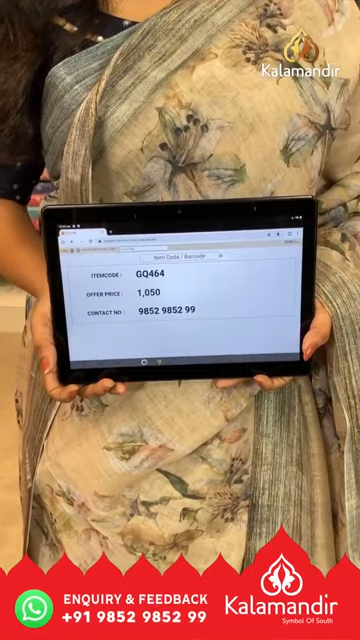 Kalamandir
Item Code / Barcode
ITEMCODE : GQ464
OFFER PRICE : 1,050
CONTACT NO : 9852 9852 99
ENQUIRY & FEEDBACK
+91 9852 9852 99
Kalamandir
Symbol Of South